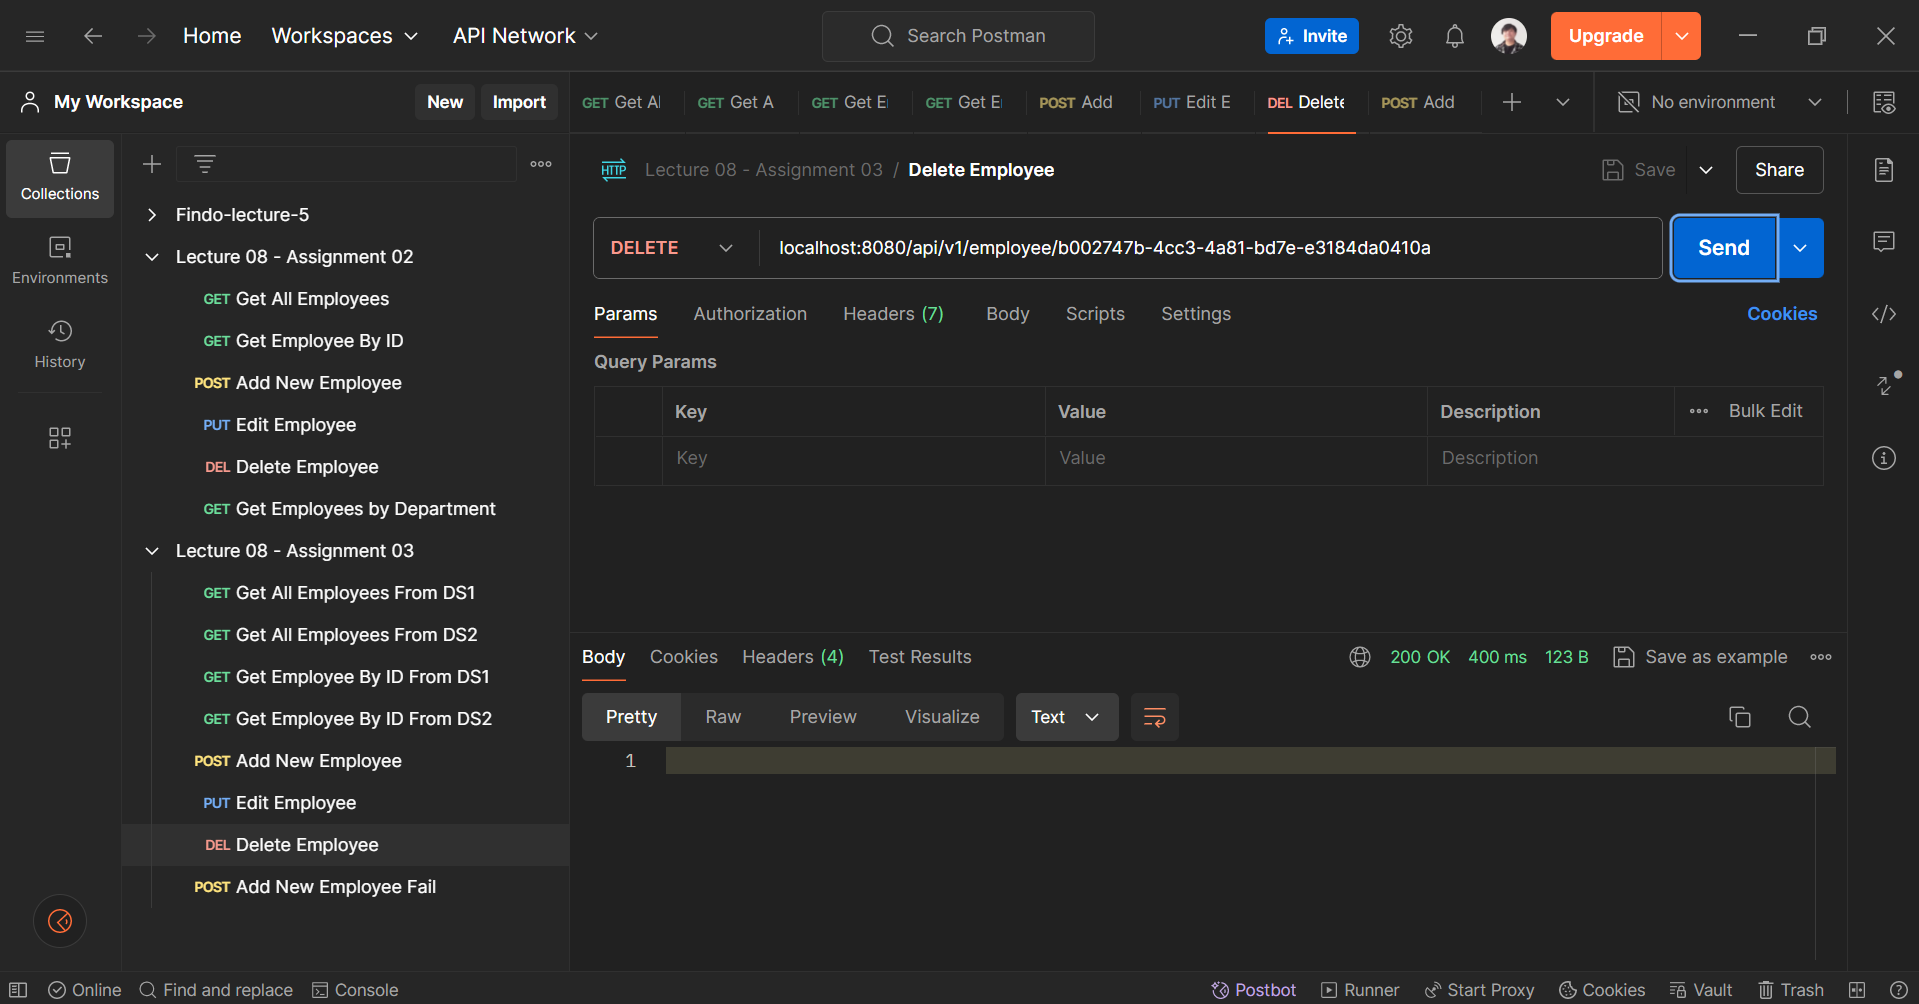 Home Workspaces API Network Search Postman Invite Upgrade
My Workspace New Import
GET Get Al GET Get A GET Get E GET Get E POST Add PUT Edit E DEL Delete POST Add No environment
Collections
Environments
History
Findo-lecture-5
Lecture 08 - Assignment 02
GET Get All Employees
GET Get Employee By ID
POST Add New Employee
PUT Edit Employee
DEL Delete Employee
GET Get Employees by Department
Lecture 08 - Assignment 03
GET Get All Employees From DS1
GET Get All Employees From DS2
GET Get Employee By ID From DS1
GET Get Employee By ID From DS2
POST Add New Employee
PUT Edit Employee
DEL Delete Employee
POST Add New Employee Fail
HTTP Lecture 08 - Assignment 03 / Delete Employee Save Share
DELETE localhost:8080/api/v1/employee/b002747b-4cc3-4a81-bd7e-e3184da0410a Send
Params Authorization Headers (7) Body Scripts Settings Cookies
Query Params
Key Value Description Bulk Edit
Key Value Description
Body Cookies Headers (4) Test Results 200 OK 400 ms 123 B Save as example
Pretty Raw Preview Visualize Text
1
Online Find and replace Console Postbot Runner Start Proxy Cookies Vault Trash